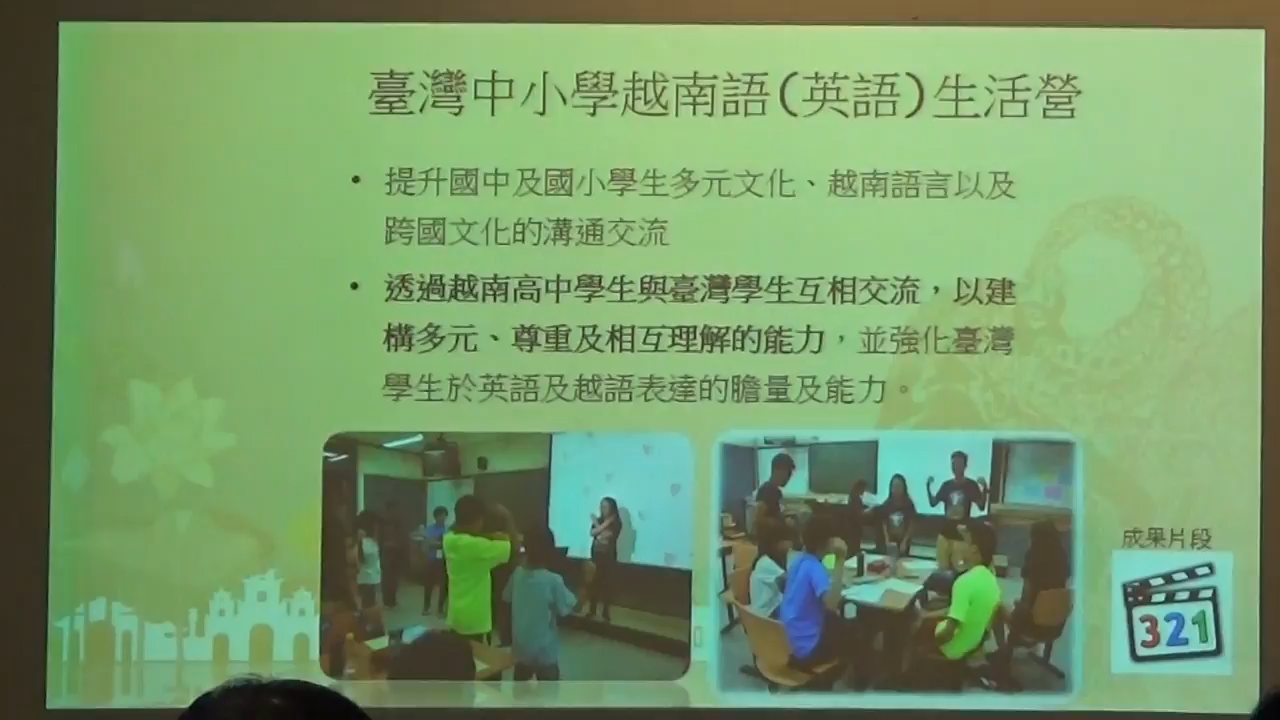 臺灣中小學越南語(英語)生活營
• 提升國中及國小學生多元文化、越南語言以及
跨國文化的溝通交流
• 透過越南高中學生與臺灣學生互相交流，以建
構多元、尊重及相互理解的能力，並強化臺灣
學生於英語及越語表達的膽量及能力。
成果片段
321